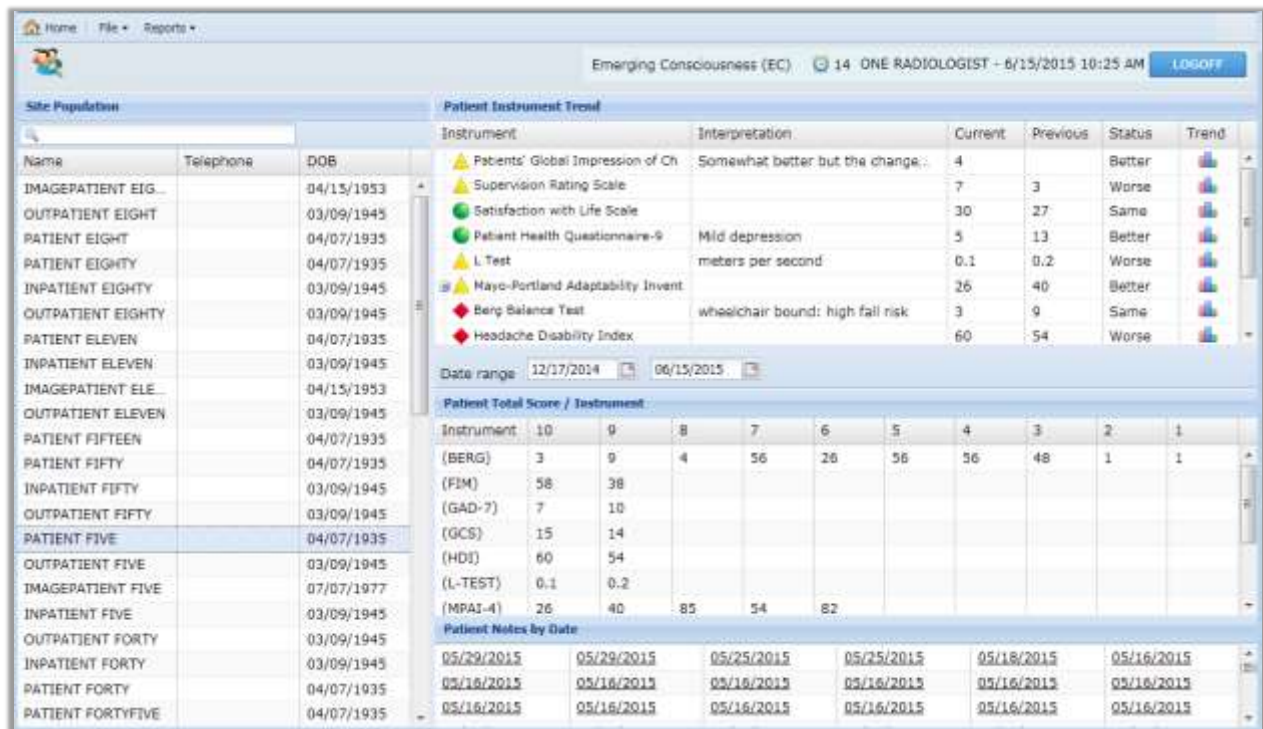 Home File Reports
Emerging Consciousness (EC) 14 ONE RADIOLOGIST - 6/15/2015 10:25 AM LOGOFF
Site Population
Name Telephone DOB
IMAGEPATIENT EIG... 04/15/1953
OUTPATIENT EIGHT 03/09/1945
PATIENT EIGHT 04/07/1935
PATIENT EIGHTY 04/07/1935
INPATIENT EIGHTY 03/09/1945
OUTPATIENT EIGHTY 03/09/1945
PATIENT ELEVEN 04/07/1935
INPATIENT ELEVEN 03/09/1945
IMAGEPATIENT ELE... 04/15/1953
OUTPATIENT ELEVEN 03/09/1945
PATIENT FIFTEEN 04/07/1935
PATIENT FIFTY 04/07/1935
INPATIENT FIFTY 03/09/1945
OUTPATIENT FIFTY 03/09/1945
PATIENT FIVE 04/07/1935
OUTPATIENT FIVE 03/09/1945
IMAGEPATIENT FIVE 07/07/1977
INPATIENT FIVE 03/09/1945
OUTPATIENT FORTY 03/09/1945
INPATIENT FORTY 03/09/1945
PATIENT FORTY 04/07/1935
PATIENT FORTYFIVE 04/07/1935
Patient Instrument Trend
Instrument Interpretation Current Previous Status Trend
Patients' Global Impression of Ch Somewhat better but the change... 4 Better
Supervision Rating Scale 7 3 Worse
Satisfaction with Life Scale 30 27 Same
Patient Health Questionnaire-9 Mild depression 5 13 Better
L Test meters per second 0.1 0.2 Worse
Mayo-Portland Adaptability Invent 26 40 Better
Berg Balance Test wheelchair bound: high fall risk 3 9 Same
Headache Disability Index 60 54 Worse
Date range 12/17/2014 06/15/2015
Patient Total Score / Instrument
Instrument 10 9 8 7 6 5 4 3 2 1
(BERG) 3 9 4 56 26 56 56 48 1 1
(FIM) 58 38
(GAD-7) 7 10
(GCS) 15 14
(HDI) 60 54
(L-TEST) 0.1 0.2
(MPAI-4) 26 40 85 54 82
Patient Notes by Date
05/29/2015 05/29/2015 05/25/2015 05/25/2015 05/18/2015 05/16/2015
05/16/2015 05/16/2015 05/16/2015 05/16/2015 05/16/2015 05/16/2015
05/16/2015 05/16/2015 05/16/2015 05/16/2015 05/16/2015 05/16/2015